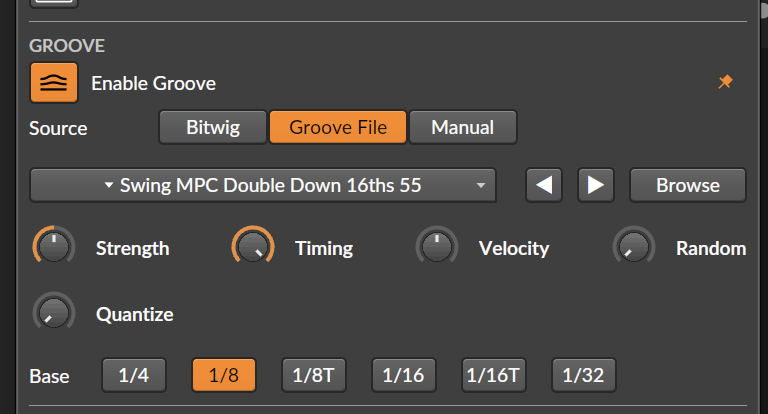 GROOVE
Enable Groove
Source Bitwig Groove File Manual
Swing MPC Double Down 16ths 55 Browse
Strength Timing Velocity Random
Quantize
Base 1/4 1/8 1/8T 1/16 1/16T 1/32